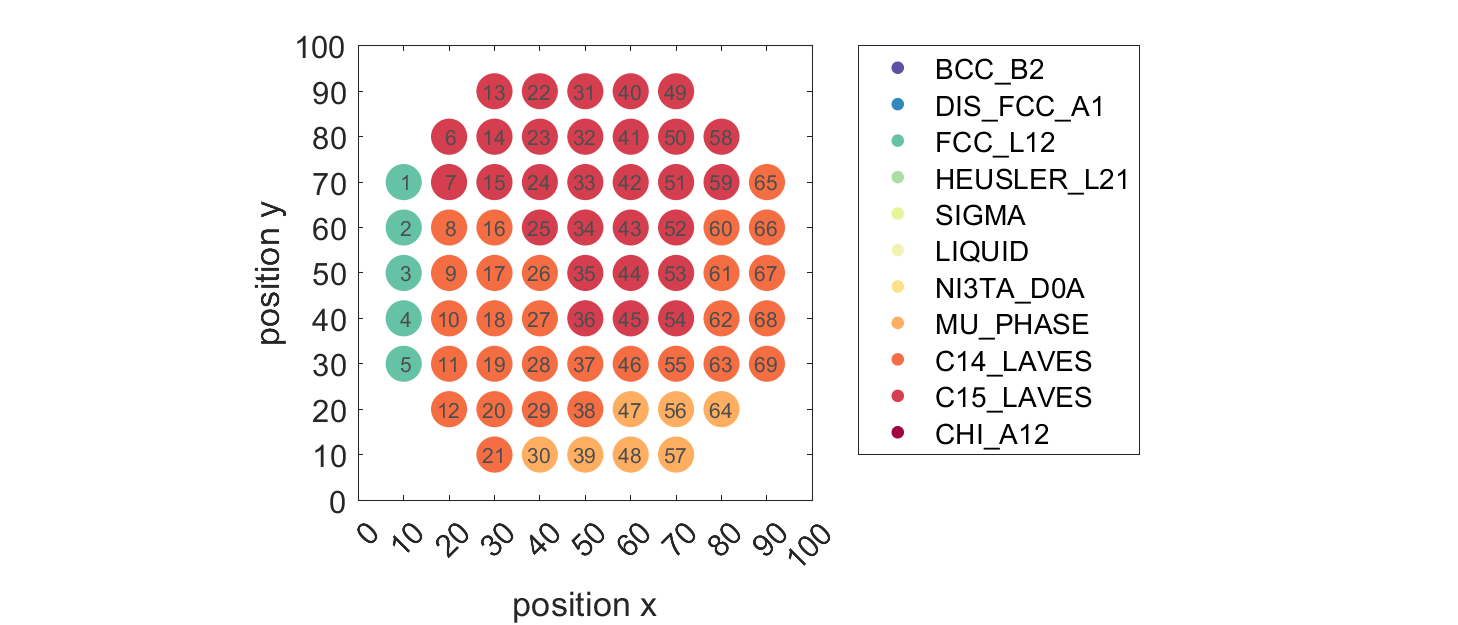 100
90
80
70
60
50
40
30
20
10
0
position y
13 22 31 40 49
6 14 23 32 41 50 58
1 7 15 24 33 42 51 59 65
2 8 16 25 34 43 52 60 66
3 9 17 26 35 44 53 61 67
4 10 18 27 36 45 54 62 68
5 11 19 28 37 46 55 63 69
12 20 29 38 47 56 64
21 30 39 48 57
0 10 20 30 40 50 60 70 80 90 100
position x
BCC_B2
DIS_FCC_A1
FCC_L12
HEUSLER_L21
SIGMA
LIQUID
NI3TA_D0A
MU_PHASE
C14_LAVES
C15_LAVES
CHI_A12